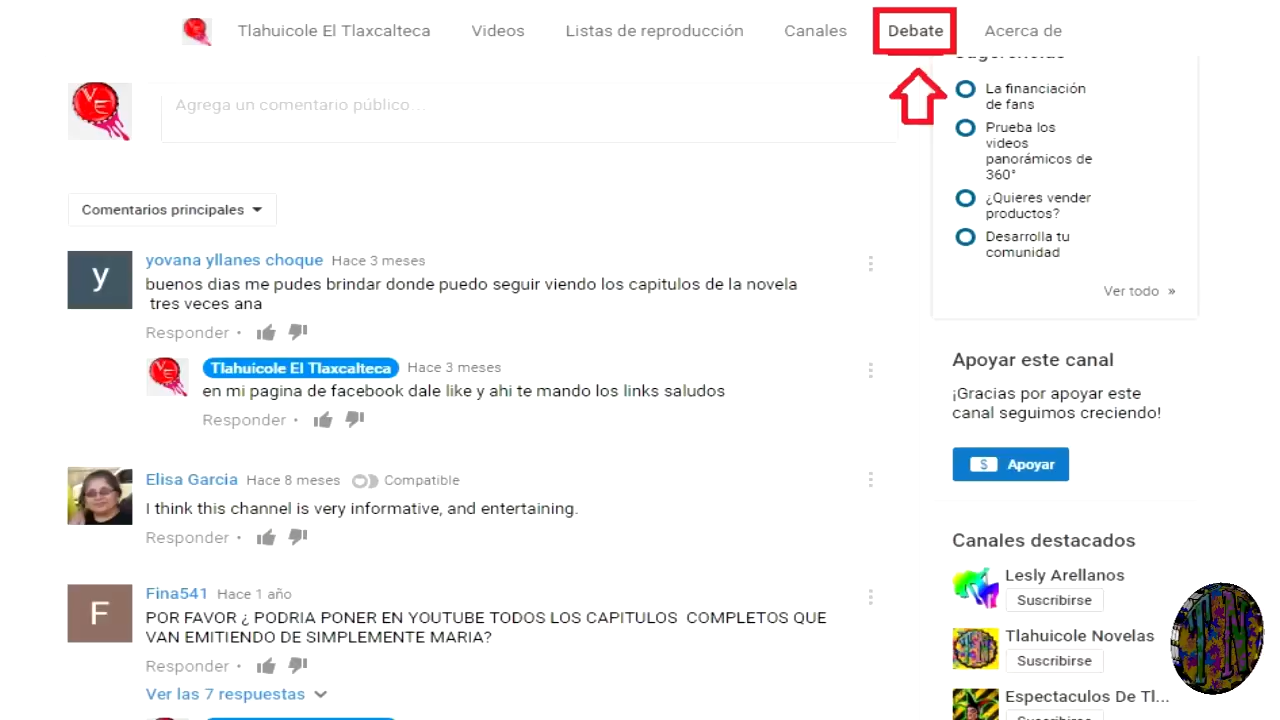 Tlahuicole El Tlaxcalteca Videos Listas de reproducción Canales Debate Acerca de
Agrega un comentario público...
Comentarios principales
y
yovana yllanes choque Hace 3 meses
buenos dias me pudes brindar donde puedo seguir viendo los capitulos de la novela
tres veces ana
Responder •
VE
Tlahuicole El Tlaxcalteca Hace 3 meses
en mi pagina de facebook dale like y ahi te mando los links saludos
Responder •
Elisa Garcia Hace 8 meses Compatible
I think this channel is very informative, and entertaining.
Responder •
F
Fina541 Hace 1 año
POR FAVOR ¿ PODRIA PONER EN YOUTUBE TODOS LOS CAPITULOS COMPLETOS QUE
VAN EMITIENDO DE SIMPLEMENTE MARIA?
Responder •
Ver las 7 respuestas
Sugerencias
La financiación
de fans
Prueba los
videos
panorámicos de
360°
¿Quieres vender
productos?
Desarrolla tu
comunidad
Ver todo »
Apoyar este canal
¡Gracias por apoyar este
canal seguimos creciendo!
$ Apoyar
Canales destacados
Lesly Arellanos
Suscribirse
Tlahuicole Novelas
Suscribirse
Espectaculos De Tl...
Suscribirse